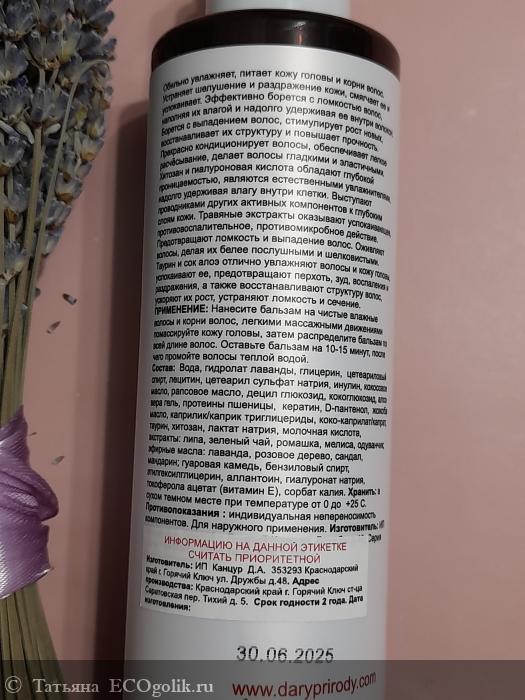 Обильно увлажняет, питает кожу головы и корни волос.
Устраняет шелушение и раздражение кожи, смягчает ее и
успокаивает. Эффективно борется с ломкостью волос,
наполняя их влагой и надолго удерживая ее внутри волокон.
Борется с выпадением волос, стимулирует рост новых,
восстанавливает их структуру и повышает прочность.
Прекрасно кондиционирует волосы, обеспечивает легкое
расчёсывание, делает волосы гладкими и эластичными.
Хитозан и гиалуроновая кислота обладают глубокой
проницаемостью, являются естественными увлажнителями,
надолго удерживая влагу внутри клетки. Выступают
проводниками других активных компонентов к глубоким
слоям кожи. Травяные экстракты оказывают успокаивающее,
противовоспалительное, противомикробное действие.
Предотвращают ломкость и выпадение волос. Оживляют
волосы, делая их более послушными и шелковистыми.
Таурин и сок алоэ отлично увлажняют волосы и кожу головы,
успокаивают ее, предотвращают перхоть, зуд, воспаления и
раздражения, а также восстанавливают структуру волос,
ускоряют их рост, устраняют ломкость и сечение.
ПРИМЕНЕНИЕ: Нанесите бальзам на чистые влажные
волосы и корни волос, легкими массажными движениями
помассируйте кожу головы, затем распределите бальзам по
всей длине волос. Оставьте бальзам на 10-15 минут, после
чего промойте волосы теплой водой.
Состав: Вода, гидролат лаванды, глицерин, цетеариловый
спирт, лецитин, цетеарил сульфат натрия, инулин, кокосовое
масло, рапсовое масло, децил глюкозид, кокоглюкозид, алоэ
вера гель, протеины пшеницы, кератин, D-пантенол, жожоба
масло, каприлик/каприк триглицериды, коко-каприлат/капрат,
таурин, хитозан, лактат натрия, молочная кислота,
экстракты: липа, зеленый чай, ромашка, мелиса, одуванчик;
эфирные масла: лаванда, розовое дерево, сандал,
мандарин; гуаровая камедь, бензиловый спирт,
этилгексилглицерин, аллантоин, гиалуронат натрия,
токоферола ацетат (витамин Е), сорбат калия. Хранить: в
сухом темном месте при температуре от 0 до +25 С.
Противопоказания : индивидуальная непереносимость
компонентов. Для наружного применения. Изготовитель: ИП
ИНФОРМАЦИЮ НА ДАННОЙ ЭТИКЕТКЕ
СЧИТАТЬ ПРИОРИТЕТНОЙ
Изготовитель: ИП Канцур Д.А. 353293 Краснодарский
край г. Горячий Ключ ул. Дружбы д.48. Адрес
производства: Краснодарский край г. Горячий Ключ ст-ца
Саратовская пер. Тихий д. 5. Срок годности 2 года. Дата
изготовления:
30.06.2025
www.daryprirody.com
Татьяна ECOgolik.ru